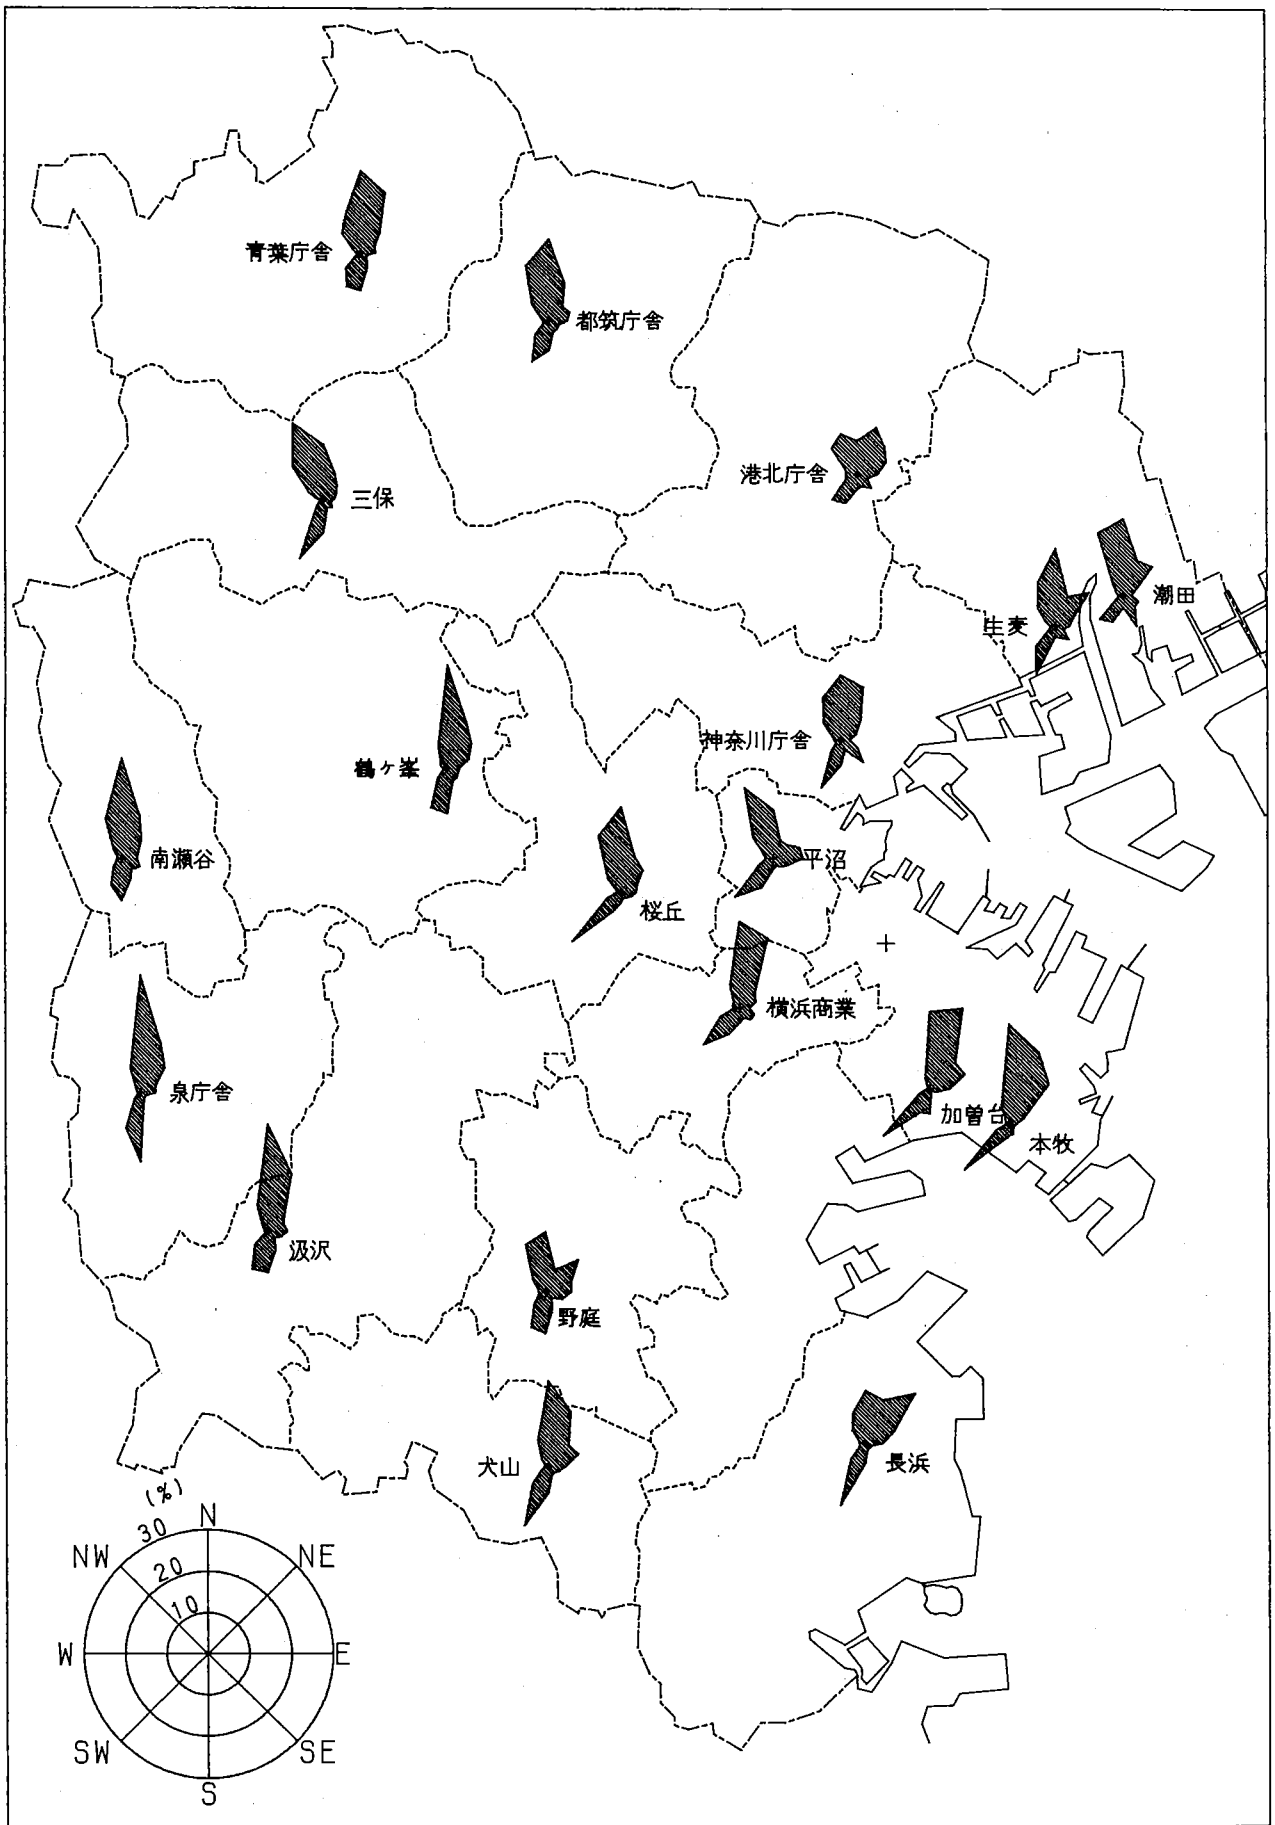 青葉庁舎
都筑庁舎
三保
港北庁舎
潮田
生麦
神奈川庁舎
鶴ヶ峯
南瀬谷
平沼
桜丘
横浜商業
泉庁舎
加曽台
本牧
汲沢
野庭
犬山
長浜
(%)
30
20
10
N
NW
NE
W
E
SW
SE
S